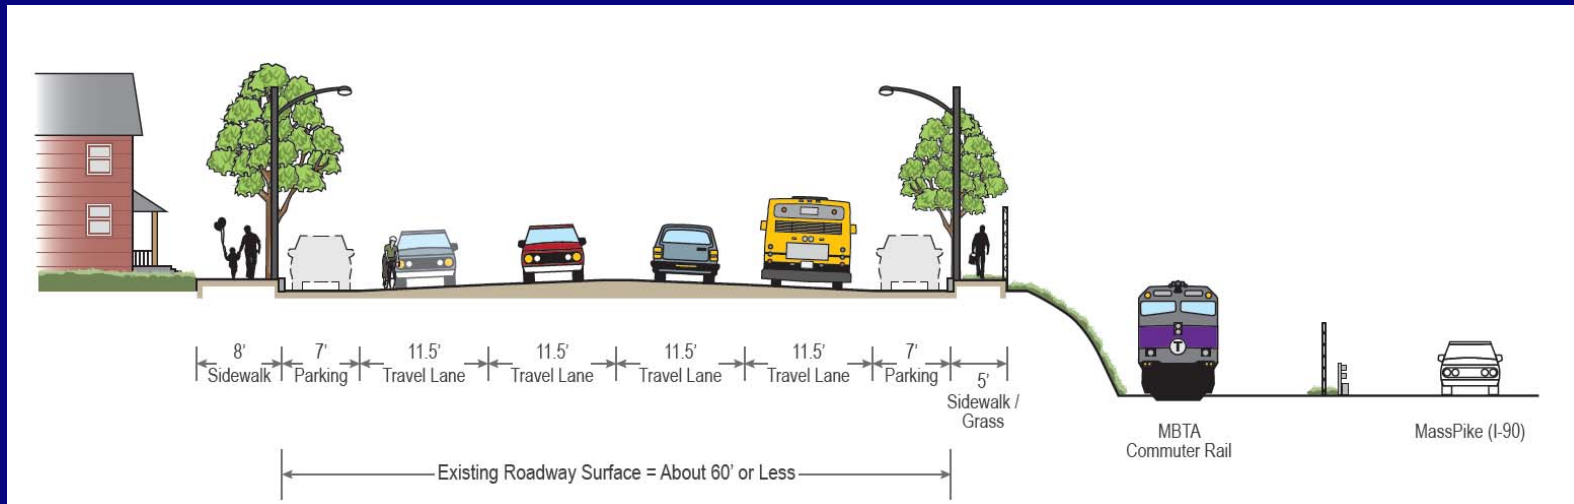 8'
Sidewalk
7'
Parking
11.5'
Travel Lane
11.5'
Travel Lane
11.5'
Travel Lane
11.5'
Travel Lane
7'
Parking
5'
Sidewalk /
Grass
T
MBTA
Commuter Rail
MassPike (I-90)
Existing Roadway Surface = About 60' or Less